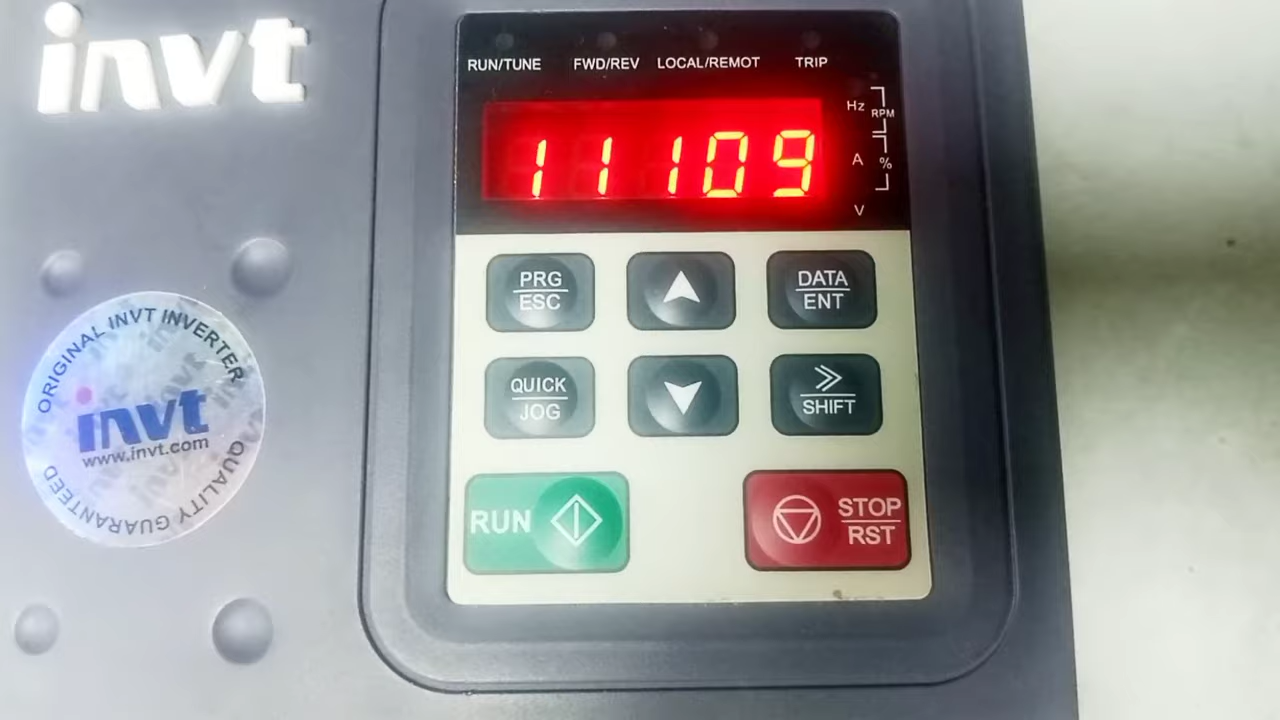 invt
RUN/TUNE FWD/REV LOCAL/REMOT TRIP
Hz
RPM
11109
A
%
V
PRG
ESC
DATA
ENT
QUICK
JOG
SHIFT
RUN
STOP
RST
ORIGINAL INVT INVERTER
invt
www.invt.com
QUALITY GUARANTEED